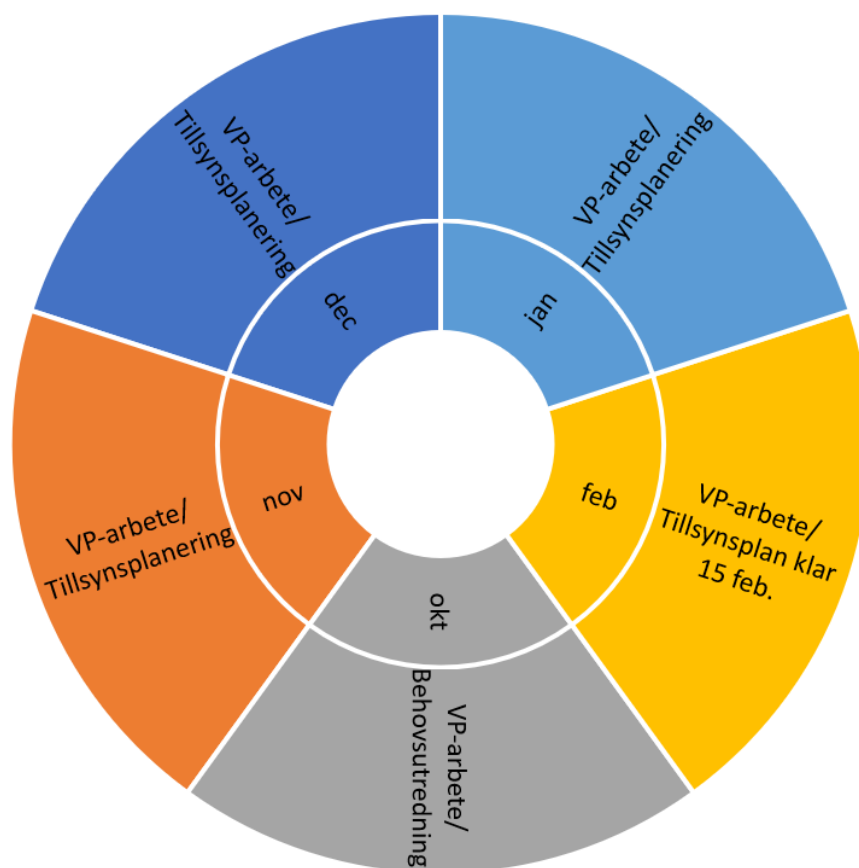 VP-arbete/
Tillsynsplanering
jan
VP-arbete/
Tillsynsplan klar
15 feb.
feb
VP-arbete/
Behovsutredning
okt
VP-arbete/
Tillsynsplanering
nov
VP-arbete/
Tillsynsplanering
dec